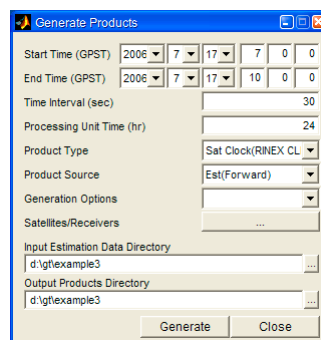 Generate Products
Start Time (GPST) 2006 7 17 7 0 0
End Time (GPST) 2006 7 17 10 0 0
Time Interval (sec) 30
Processing Unit Time (hr) 24
Product Type Sat Clock(RINEX CL
Product Source Est(Forward)
Generation Options
Satellites/Receivers ...
Input Estimation Data Directory
d:\gt\example3 ...
Output Products Directory
d:\gt\example3 ...
Generate Close